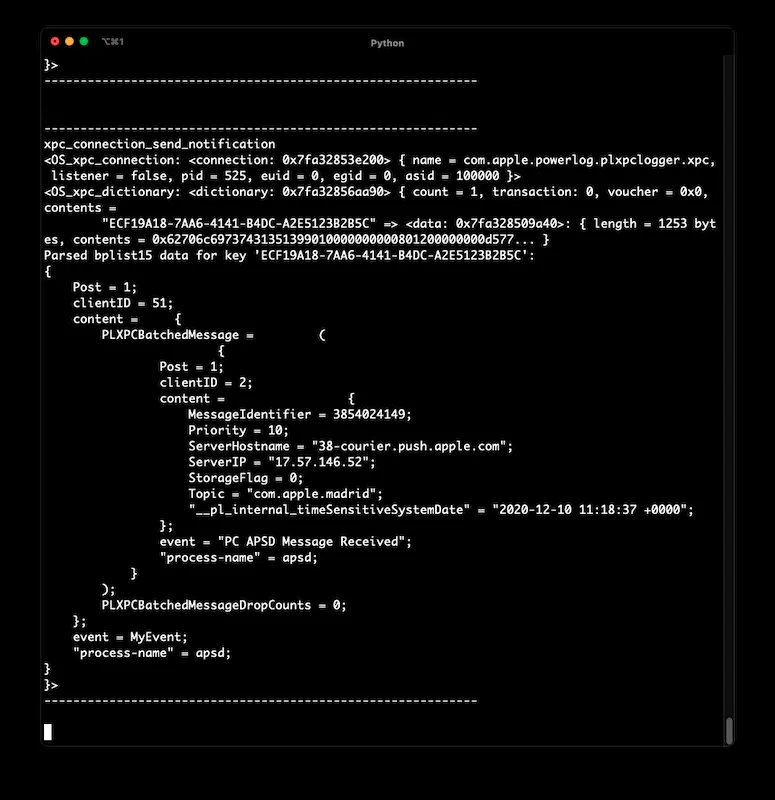 ⌥⌘1
Python
}>
------------------------------------------------------------
------------------------------------------------------------
xpc_connection_send_notification
<OS_xpc_connection: <connection: 0x7fa32853e200> { name = com.apple.powerlog.plxpclogger.xpc,
 listener = false, pid = 525, euid = 0, egid = 0, asid = 100000 }>
<OS_xpc_dictionary: <dictionary: 0x7fa32856aa90> { count = 1, transaction: 0, voucher = 0x0,
contents =
        "ECF19A18-7AA6-4141-B4DC-A2E5123B2B5C" => <data: 0x7fa328509a40>: { length = 1253 byt
es, contents = 0x62706c6973743135139901000000000801200000000d577... }
Parsed bplist15 data for key 'ECF19A18-7AA6-4141-B4DC-A2E5123B2B5C':
{
    Post = 1;
    clientID = 51;
    content =     {
        PLXPCBatchedMessage =         (
                        {
                Post = 1;
                clientID = 2;
                content =                 {
                    MessageIdentifier = 3854024149;
                    Priority = 10;
                    ServerHostname = "38-courier.push.apple.com";
                    ServerIP = "17.57.146.52";
                    StorageFlag = 0;
                    Topic = "com.apple.madrid";
                    "__pl_internal_timeSensitiveSystemDate" = "2020-12-10 11:18:37 +0000";
                };
                event = "PC APSD Message Received";
                "process-name" = apsd;
            }
        );
        PLXPCBatchedMessageDropCounts = 0;
    };
    event = MyEvent;
    "process-name" = apsd;
}
}>
------------------------------------------------------------